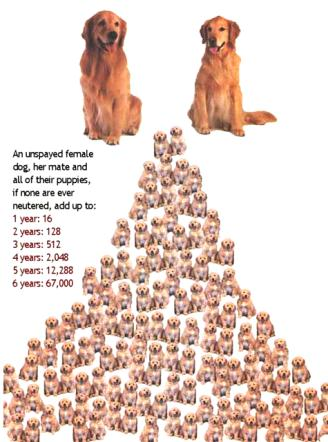 An unspayed female
dog, her mate and
all of their puppies,
if none are ever
neutered, add up to:
1 year: 16
2 years: 128
3 years: 512
4 years: 2,048
5 years: 12,288
6 years: 67,000